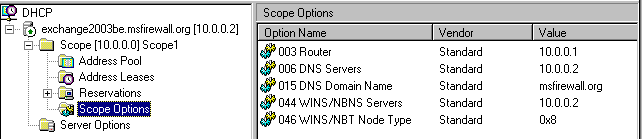 DHCP
exchange2003be.msfirewall.org [10.0.0.2]
Scope [10.0.0.0] Scope1
Address Pool
Address Leases
Reservations
Scope Options
Server Options
Scope Options
Option Name Vendor Value
003 Router Standard 10.0.0.1
006 DNS Servers Standard 10.0.0.2
015 DNS Domain Name Standard msfirewall.org
044 WINS/NBNS Servers Standard 10.0.0.2
046 WINS/NBT Node Type Standard 0x8